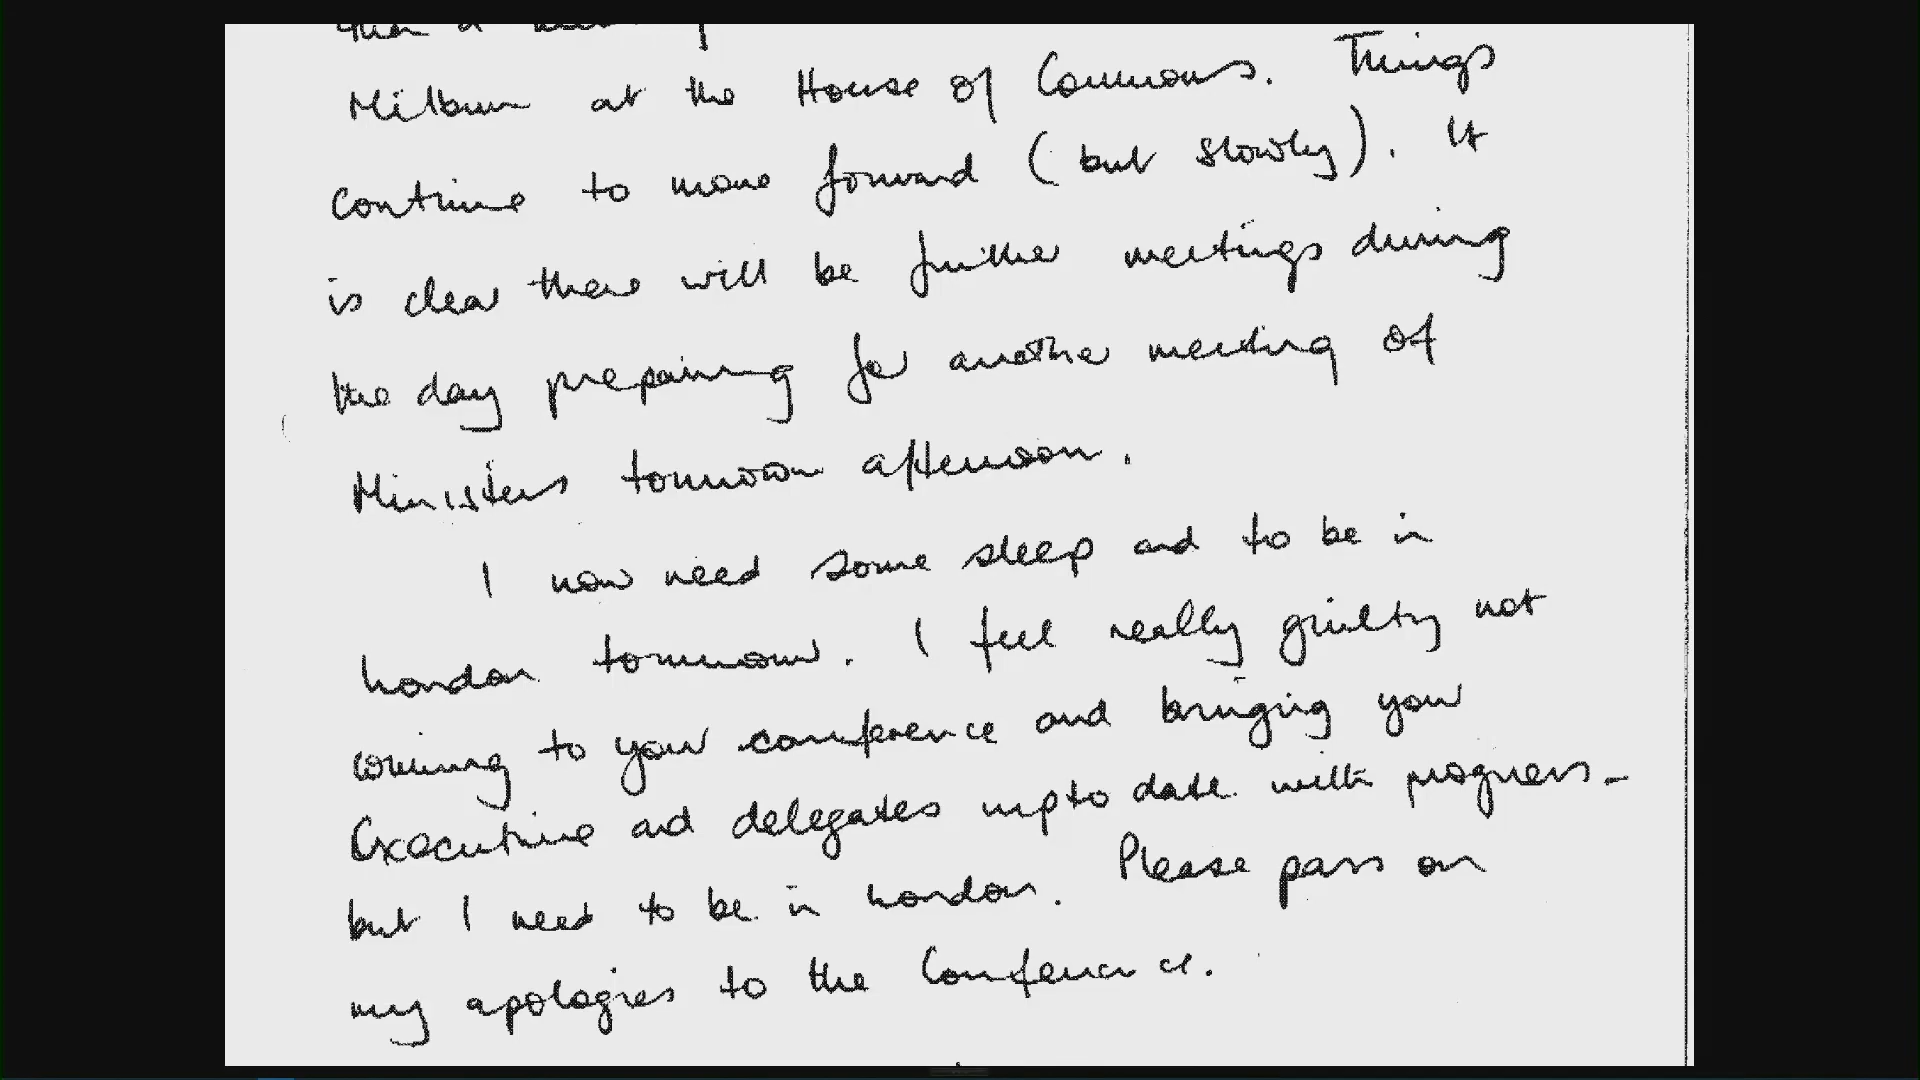 Milburn at the House of Commons. Things
continue to move forward (but slowly). It
is clear there will be further meetings during
the day preparing for another meeting of
Ministers tomorrow afternoon.
I now need some sleep and to be in
London tomorrow. I feel really guilty not
coming to your conference and bringing your
Executive and delegates up to date with progress -
but I need to be in London. Please pass on
my apologies to the Conference.